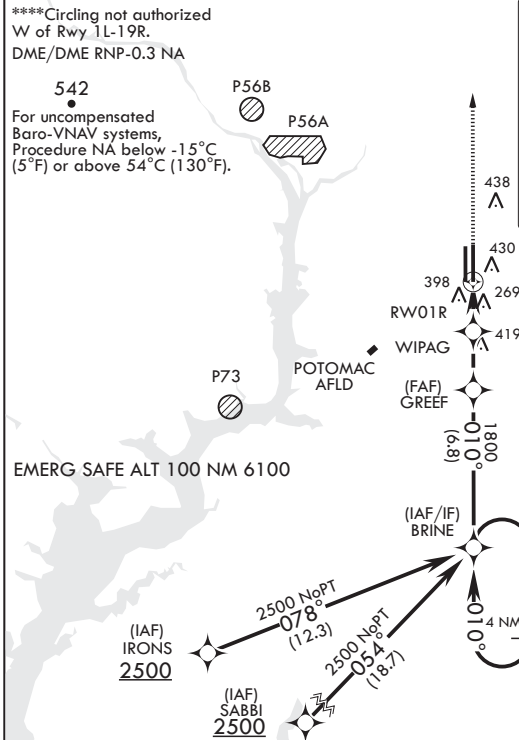 ****Circling not authorized
W of Rwy 1L-19R.
DME/DME RNP-0.3 NA
542
For uncompensated
Baro-VNAV systems,
Procedure NA below -15°C
(5°F) or above 54°C (130°F).
P56B
P56A
438
430
398
269
RW01R
419
WIPAG
POTOMAC
AFLD
(FAF)
GREEF
P73
1800
010°
(6.8)
EMERG SAFE ALT 100 NM 6100
(IAF/IF)
BRINE
2500 NoPT
078°
(12.3)
(IAF)
IRONS
2500
2500 NoPT
054°
(18.7)
010°
4 NM
(IAF)
SABBI
2500